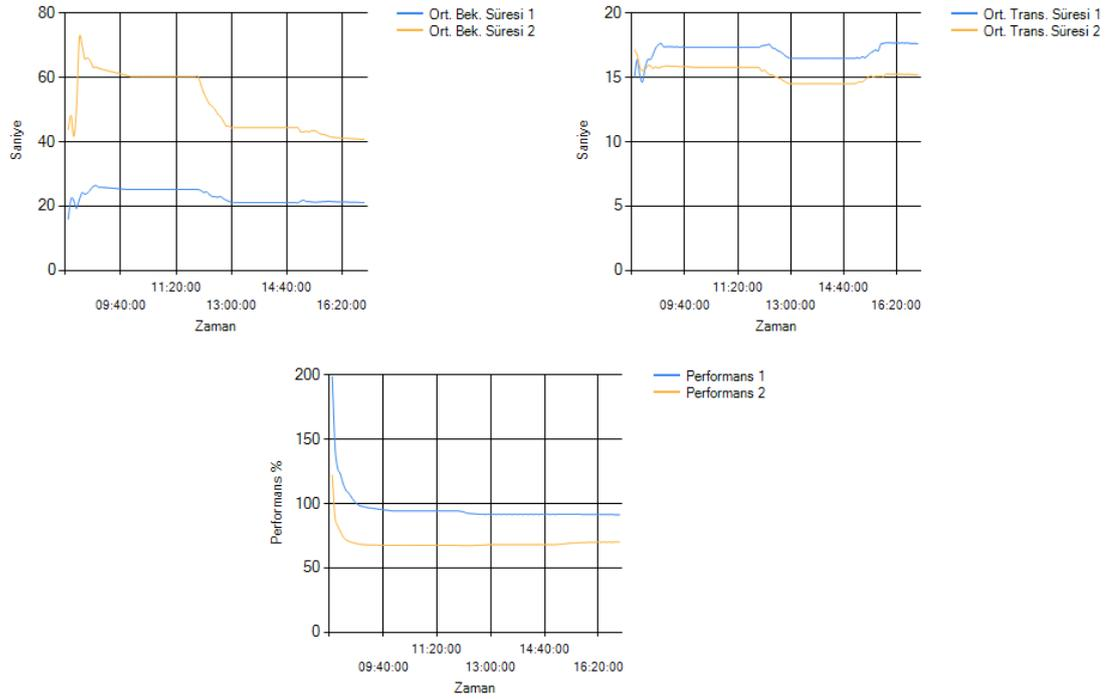 80
60
40
20
0
Saniye
11:20:00
14:40:00
09:40:00
13:00:00
16:20:00
Zaman
Ort. Bek. Süresi 1
Ort. Bek. Süresi 2
20
15
10
5
0
Saniye
11:20:00
14:40:00
09:40:00
13:00:00
16:20:00
Zaman
Ort. Trans. Süresi 1
Ort. Trans. Süresi 2
200
150
100
50
0
Performans %
11:20:00
14:40:00
09:40:00
13:00:00
16:20:00
Zaman
Performans 1
Performans 2